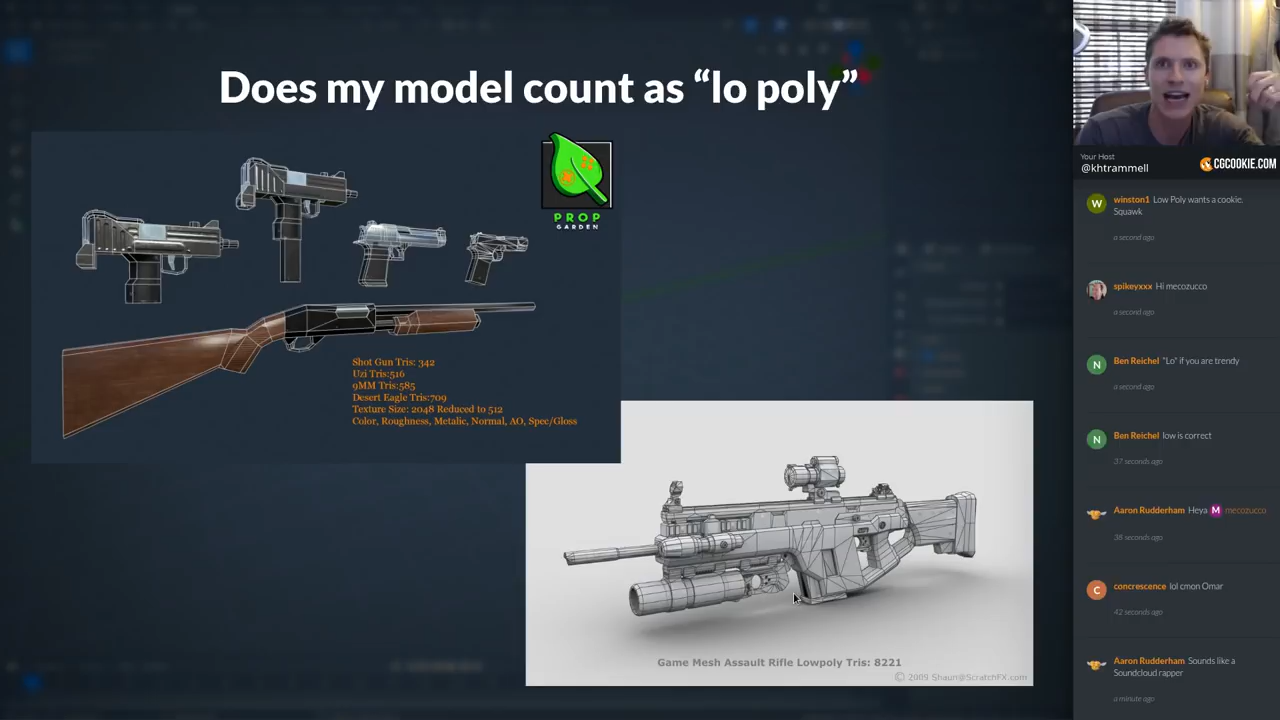 Does my model count as “lo poly”
PROP
GARDEN
Shot Gun Tris: 342
Uzi Tris:516
9MM Tris:585
Desert Eagle Tris:709
Texture Size: 2048 Reduced to 512
Color, Roughness, Metalic, Normal, AO, Spec/Gloss
Game Mesh Assault Rifle Lowpoly Tris: 8221
© 2009 Shaun@ScratchFX.com
Your Host
@khtrammell
CGCOOKIE.COM
W
winston1 Low Poly wants a cookie.
Squawk
a second ago
spikeyxxx Hi mecozucco
a second ago
N
Ben Reichel "Lo" if you are trendy
a second ago
N
Ben Reichel low is correct
37 seconds ago
Aaron Rudderham Heya M mecozucco
38 seconds ago
C
concrescence lol cmon Omar
42 seconds ago
Aaron Rudderham Sounds like a
Soundcloud rapper
a minute ago